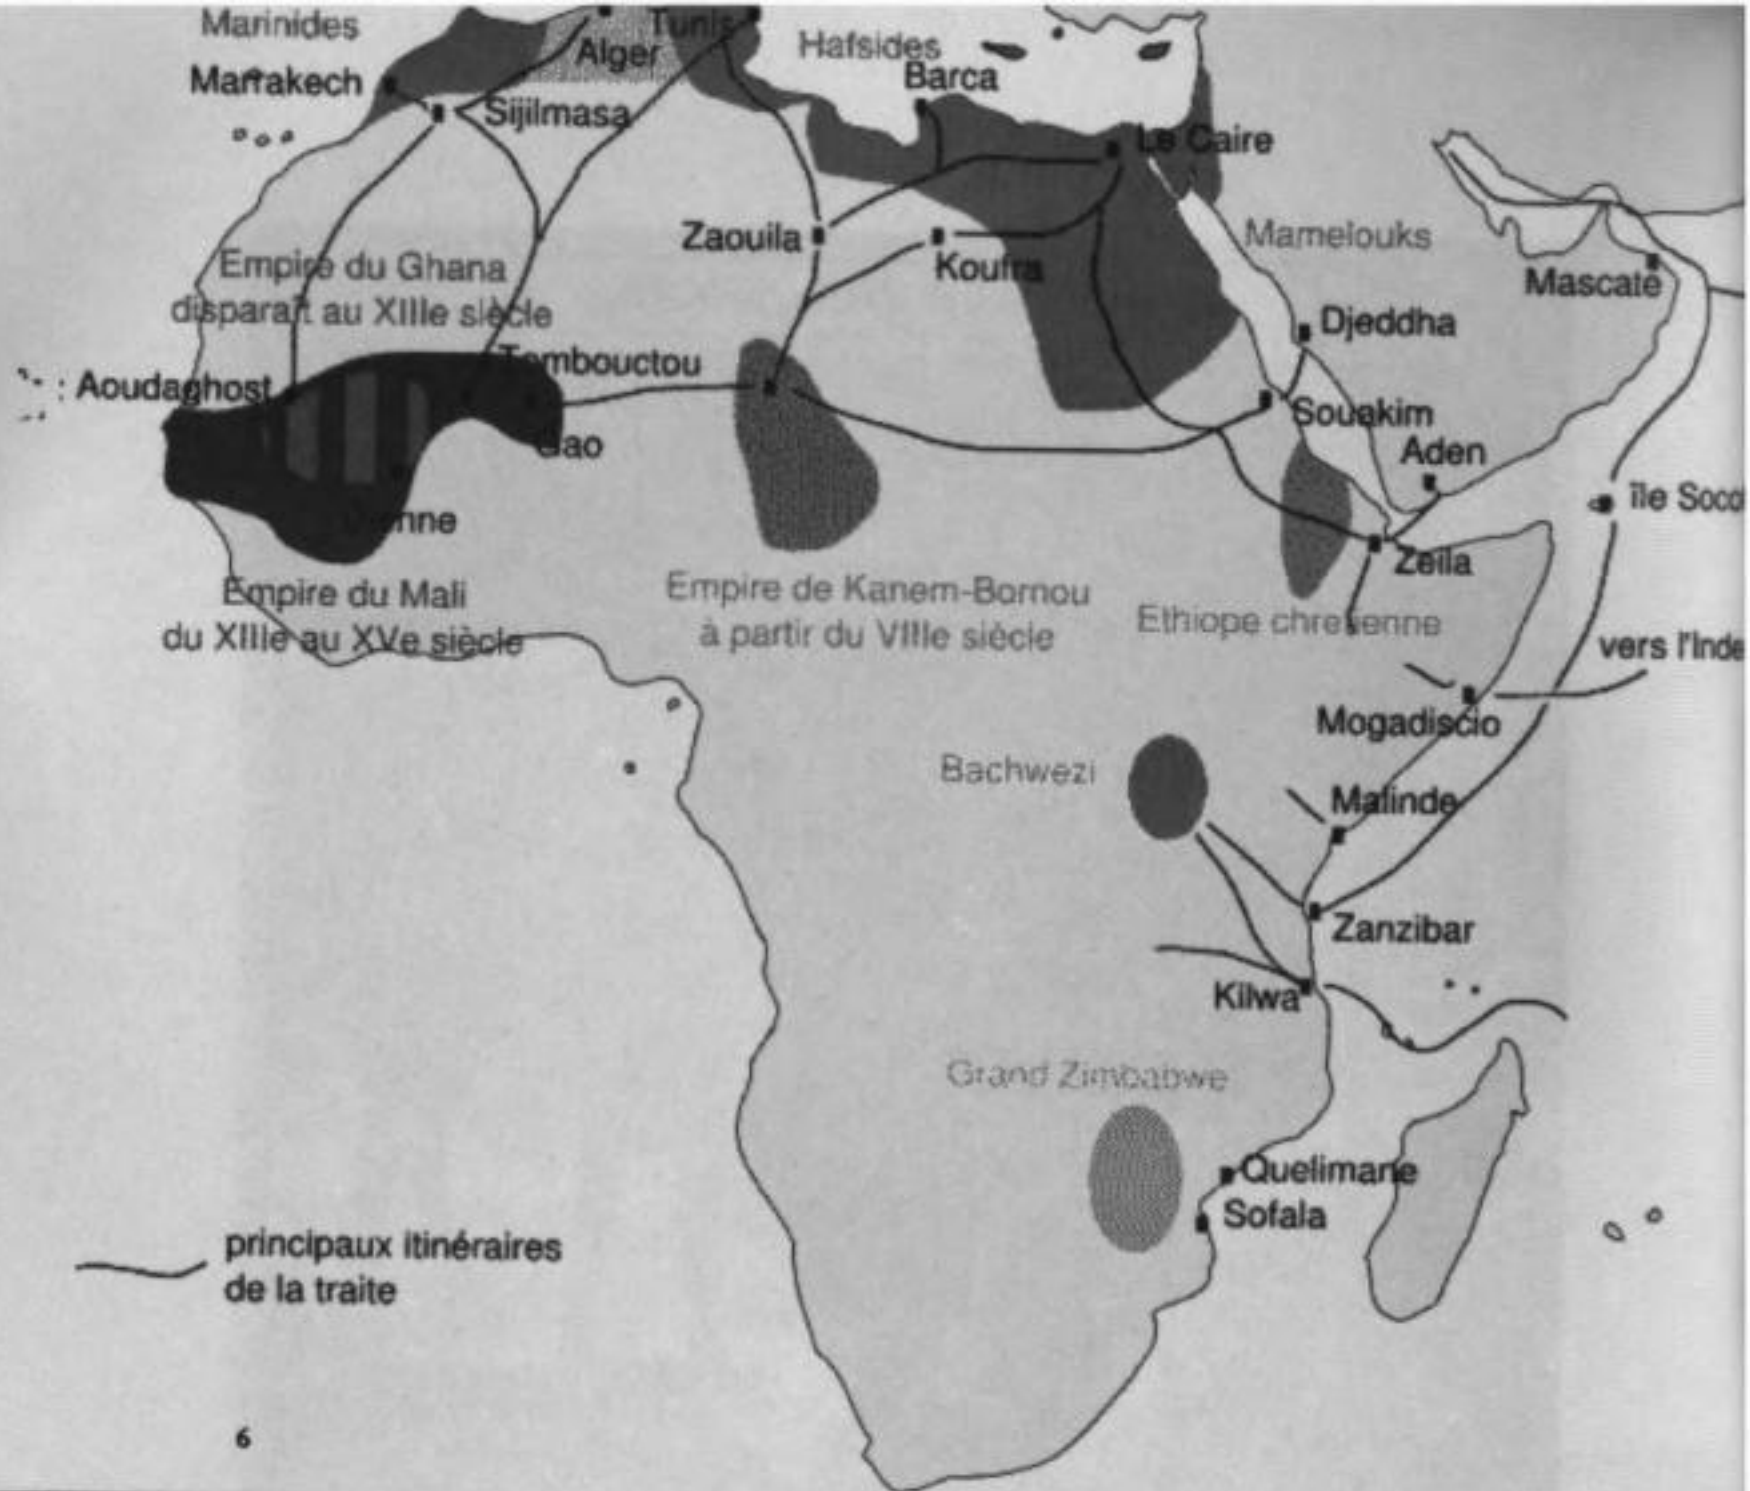 Marinides
Tunis
Hafsides
Alger
Barca
Marrakech
Sijilmasa
Le Caire
Zaouila
Mamelouks
Koufra
Empire du Ghana
disparaît au XIIIe siècle
Mascate
Djeddha
Tombouctou
Aoudaghost
Souakim
Gao
Aden
île Soco
Zeila
Empire du Mali
du XIIIe au XVe siècle
Empire de Kanem-Bornou
à partir du VIIIe siècle
Ethiope chretienne
vers l'Inde
Mogadiscio
Bachwezi
Malinde
Zanzibar
Kilwa
Grand Zimbabwe
Quelimane
Sofala
principaux itinéraires
de la traite
6